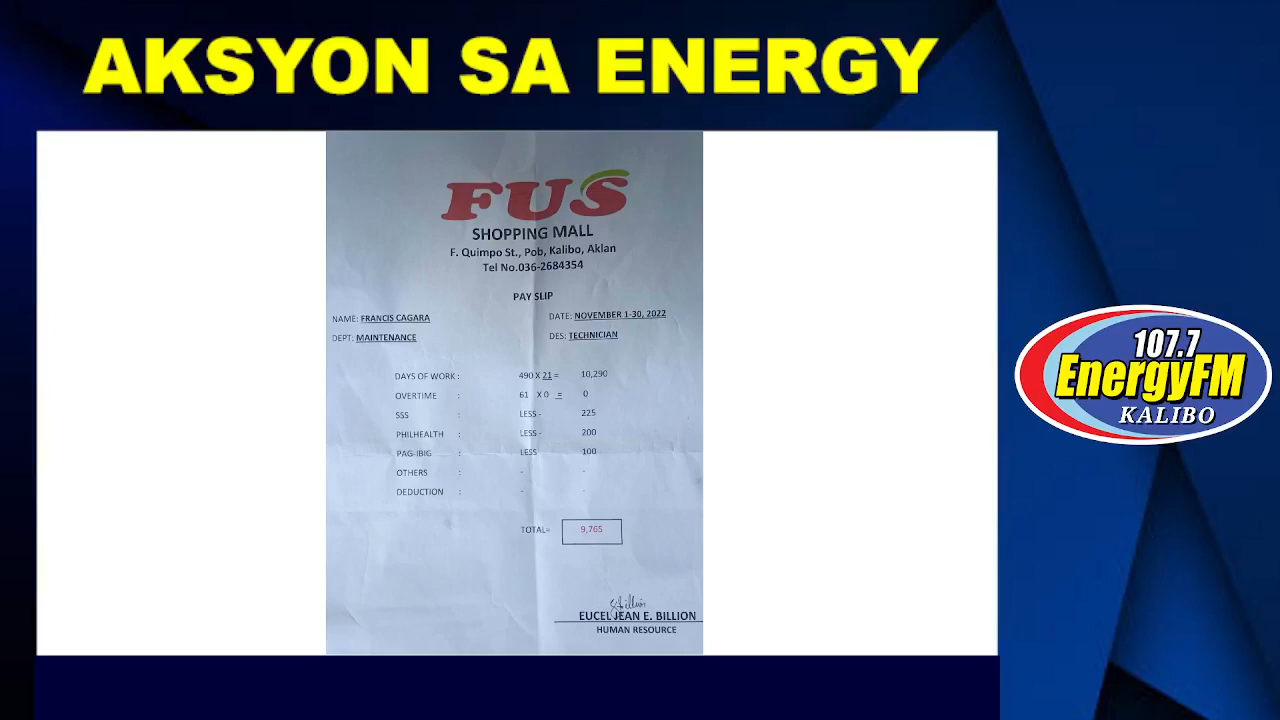 AKSYON SA ENERGY
FUS
SHOPPING MALL
F. Quimpo St., Pob, Kalibo, Aklan
Tel No.036-2684354
PAY SLIP
NAME: FRANCIS CAGARA DATE: NOVEMBER 1-30, 2022
DEPT: MAINTENANCE DES: TECHNICIAN
DAYS OF WORK : 490 X 21 = 10,290
OVERTIME : 61 X 0 = 0
SSS : LESS - 225
PHILHEALTH : LESS - 200
PAG-IBIG : LESS 100
OTHERS : - -
DEDUCTION : - -
TOTAL= 9,765
EUCEL JEAN E. BILLION
HUMAN RESOURCE
107.7
EnergyFM
KALIBO